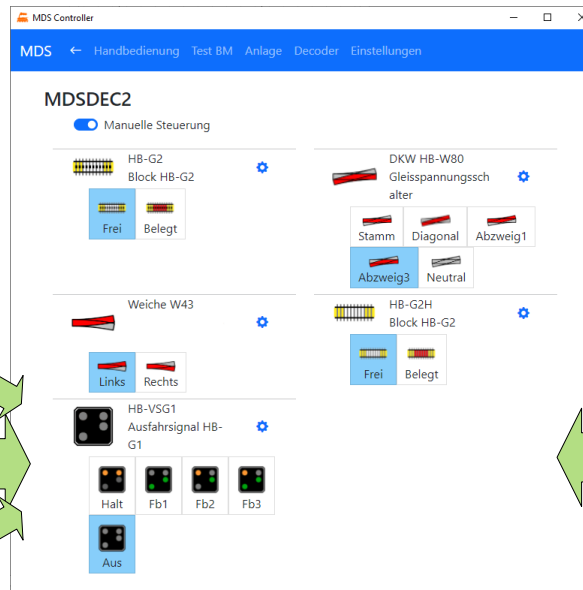 MDS Controller
MDS ← Handbedienung Test BM Anlage Decoder Einstellungen
MDSDEC2
Manuelle Steuerung
HB-G2
Block HB-G2
Frei Belegt
DKW HB-W80
Gleisspannungssch
alter
Stamm Diagonal Abzweig1
Abzweig3 Neutral
Weiche W43
Links Rechts
HB-G2H
Block HB-G2
Frei Belegt
HB-VSG1
Ausfahrsignal HB-
G1
Halt Fb1 Fb2 Fb3
Aus